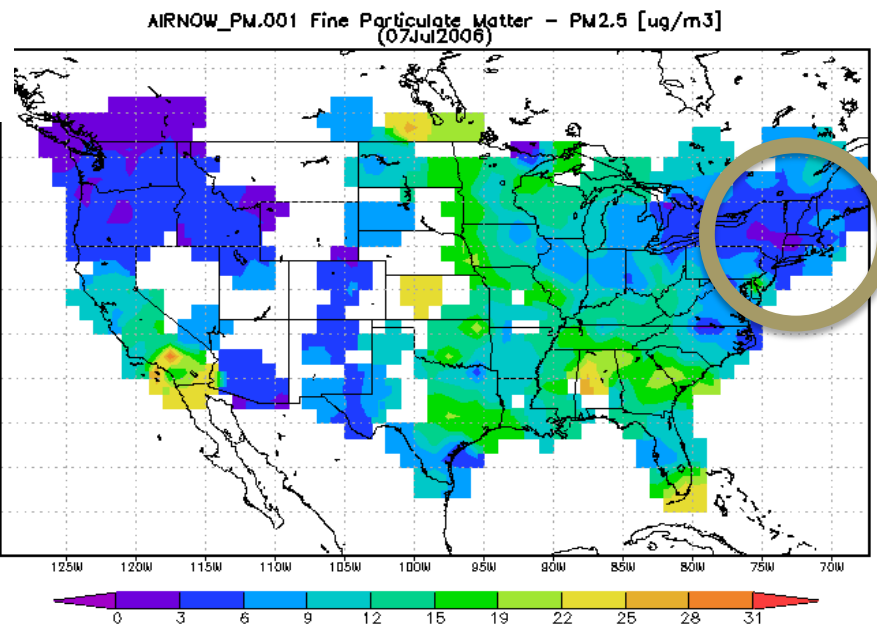 AIRNOW_PM.001 Fine Particulate Matter - PM2.5 [ug/m3]
(07Jul2006)
125W 120W 115W 110W 105W 100W 95W 90W 85W 80W 75W 70W
0 3 6 9 12 15 19 22 25 28 31